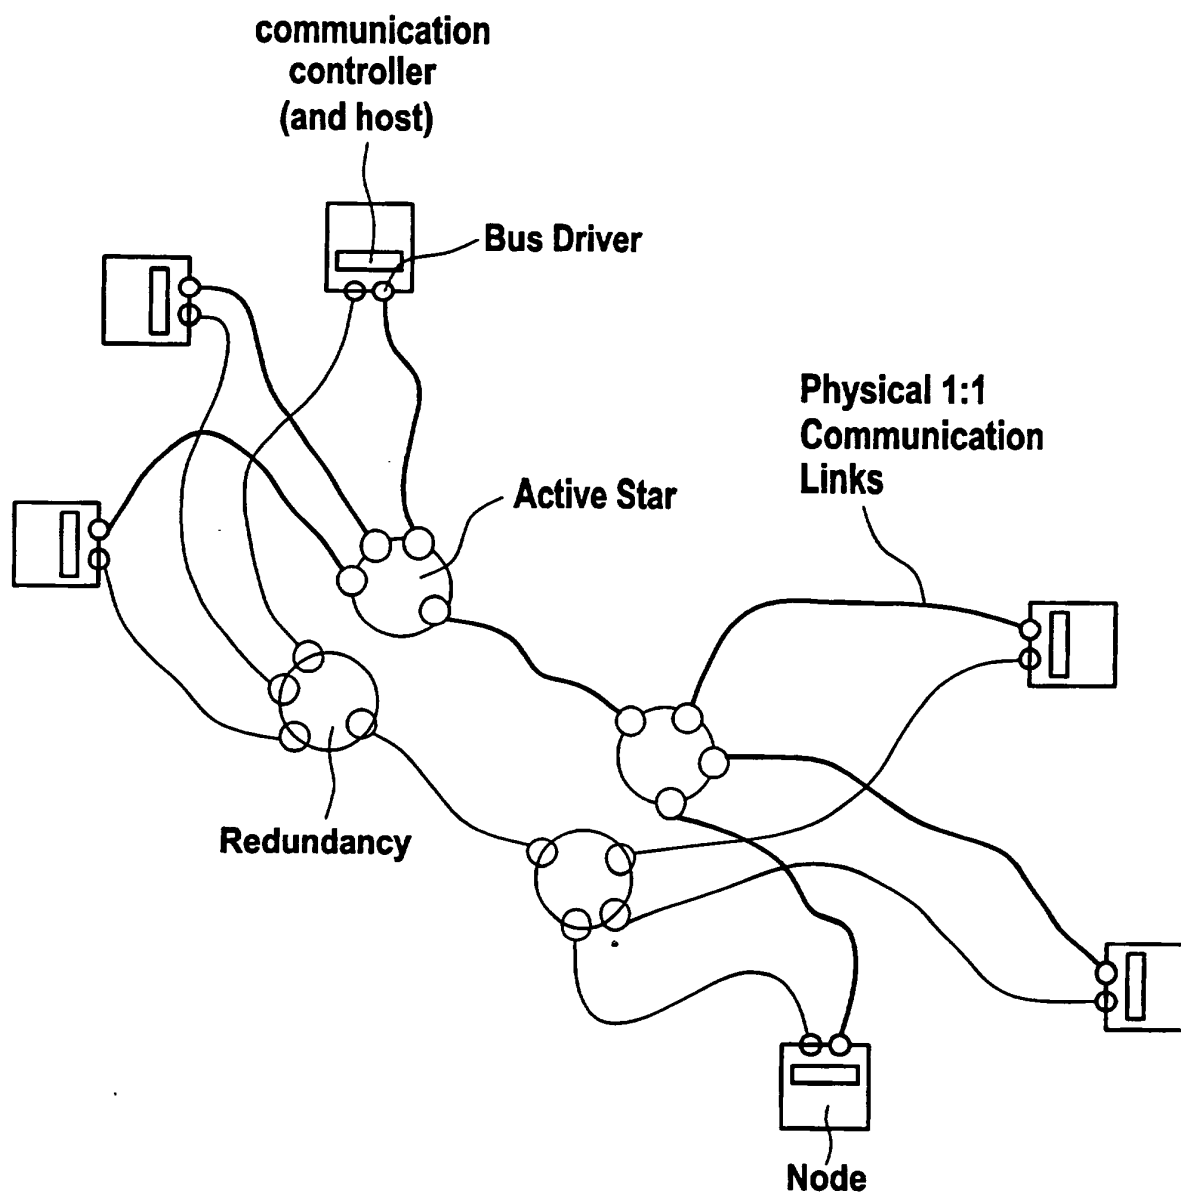 communication
controller
(and host)
Bus Driver
Physical 1:1
Communication
Links
Active Star
Redundancy
Node